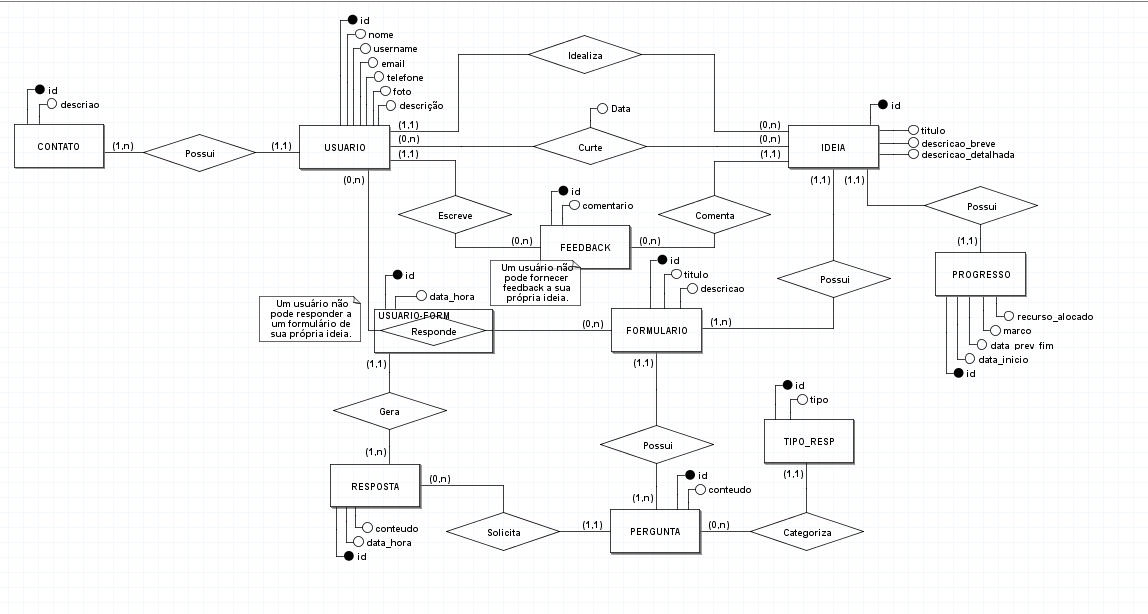 id
nome
username
email
telefone
foto
descrição
id
descriao
CONTATO
(1,n)
Possui
(1,1)
USUARIO
(1,1)
(0,n)
(1,1)
(0,n)
Idealiza
Data
Curte
(0,n)
(0,n)
(1,1)
IDEIA
id
titulo
descricao_breve
descricao_detalhada
(1,1)
(1,1)
Possui
(1,1)
PROGRESSO
recurso_alocado
marco
data_prev_fim
data_inicio
id
Escreve
(0,n)
id
comentario
FEEDBACK
(0,n)
Comenta
Um usuário não
pode fornecer
feedback a sua
própria ideia.
Possui
id
titulo
descricao
FORMULARIO
(1,n)
(0,n)
(1,1)
id
data_hora
USUARIO-FORM
Responde
Um usuário não
pode responder a
um formulário de
sua própria ideia.
(1,1)
Gera
(1,n)
RESPOSTA
(0,n)
conteudo
data_hora
id
Solicita
(1,1)
Possui
(1,n)
id
conteudo
PERGUNTA
(0,n)
Categoriza
(1,1)
TIPO_RESP
id
tipo